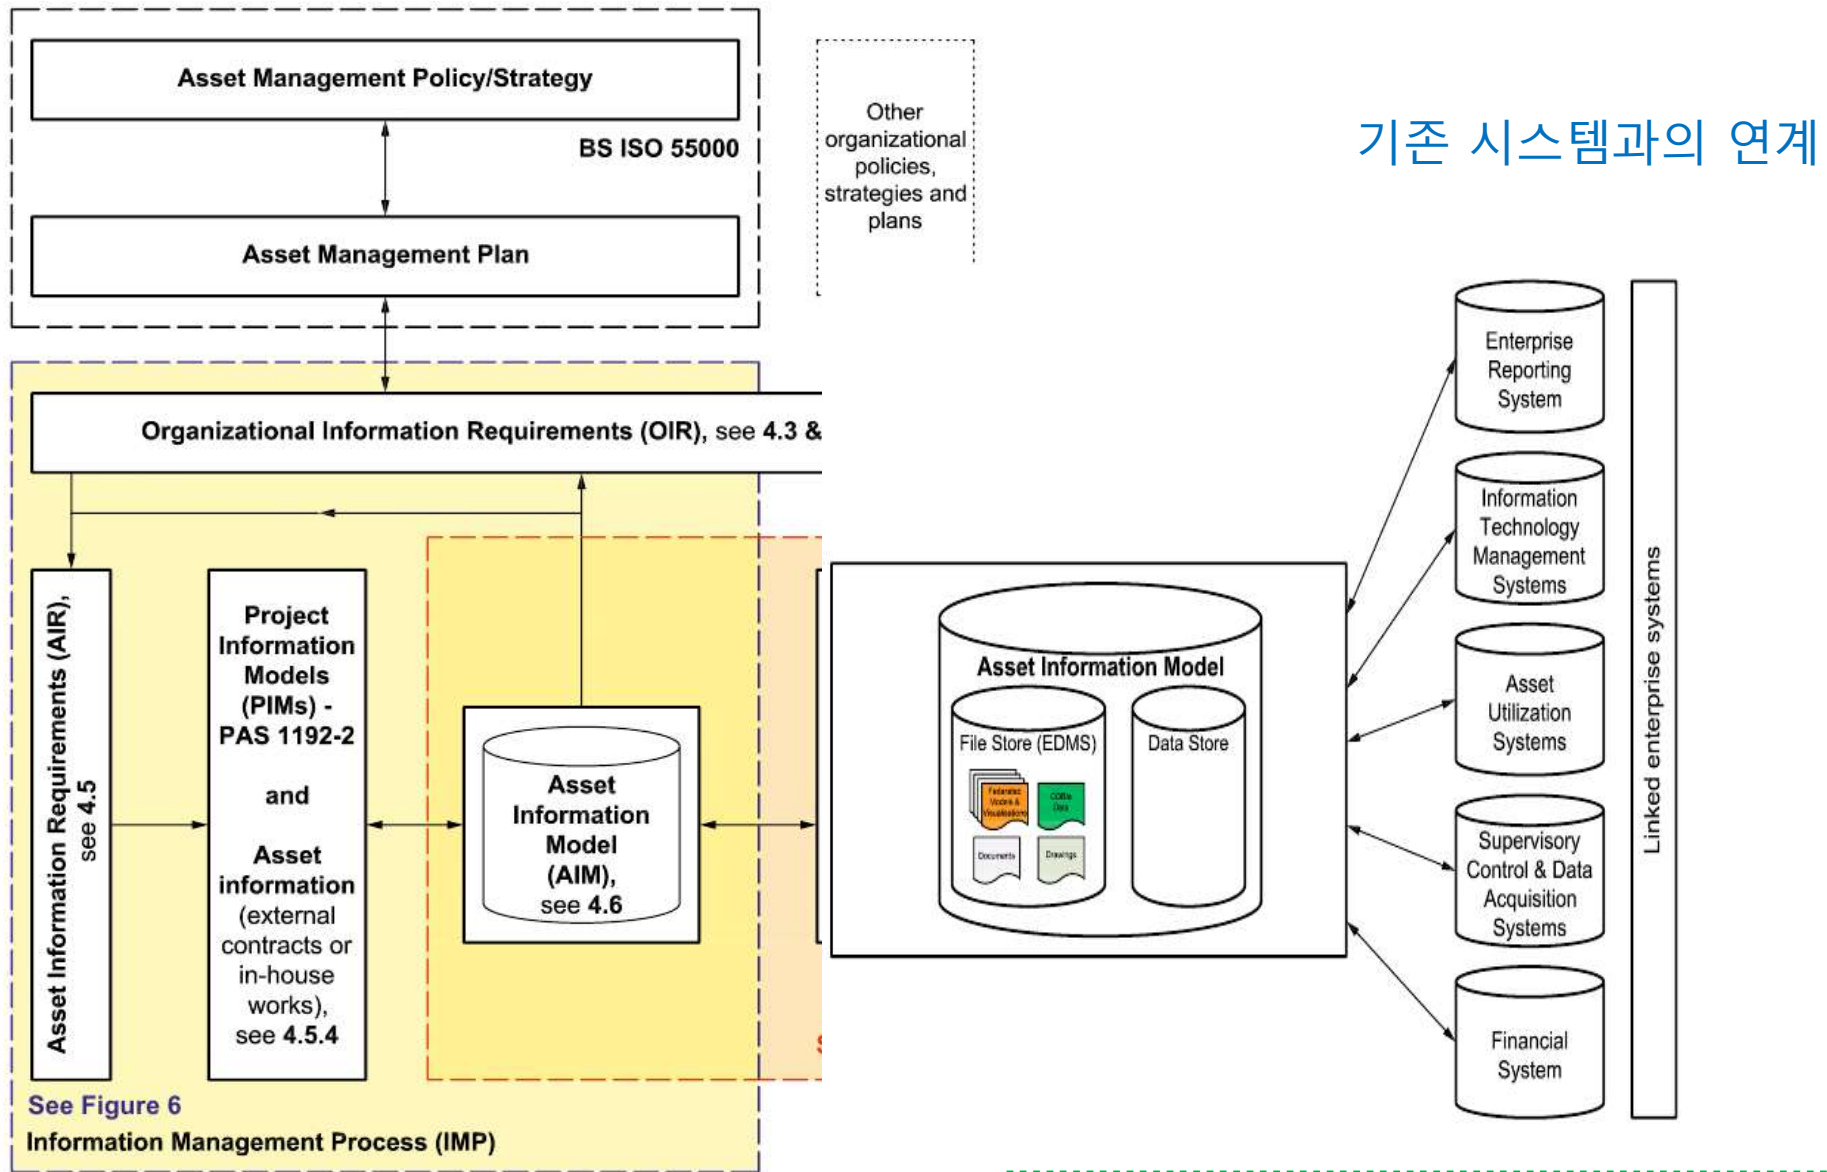 Asset Management Policy/Strategy
BS ISO 55000
Asset Management Plan
Other
organizational
policies,
strategies and
plans
기존 시스템과의 연계
Organizational Information Requirements (OIR), see 4.3 &
Asset Information Requirements (AIR),
see 4.5
Project
Information
Models
(PIMs) -
PAS 1192-2
and
Asset
information
(external
contracts or
in-house
works),
see 4.5.4
Asset
Information
Model
(AIM),
see 4.6
See Figure 6
Information Management Process (IMP)
Asset Information Model
File Store (EDMS)
Data Store
Federated
Models &
Visualisations
COBie
Data
Documents
Drawings
Enterprise
Reporting
System
Information
Technology
Management
Systems
Asset
Utilization
Systems
Supervisory
Control & Data
Acquisition
Systems
Financial
System
Linked enterprise systems